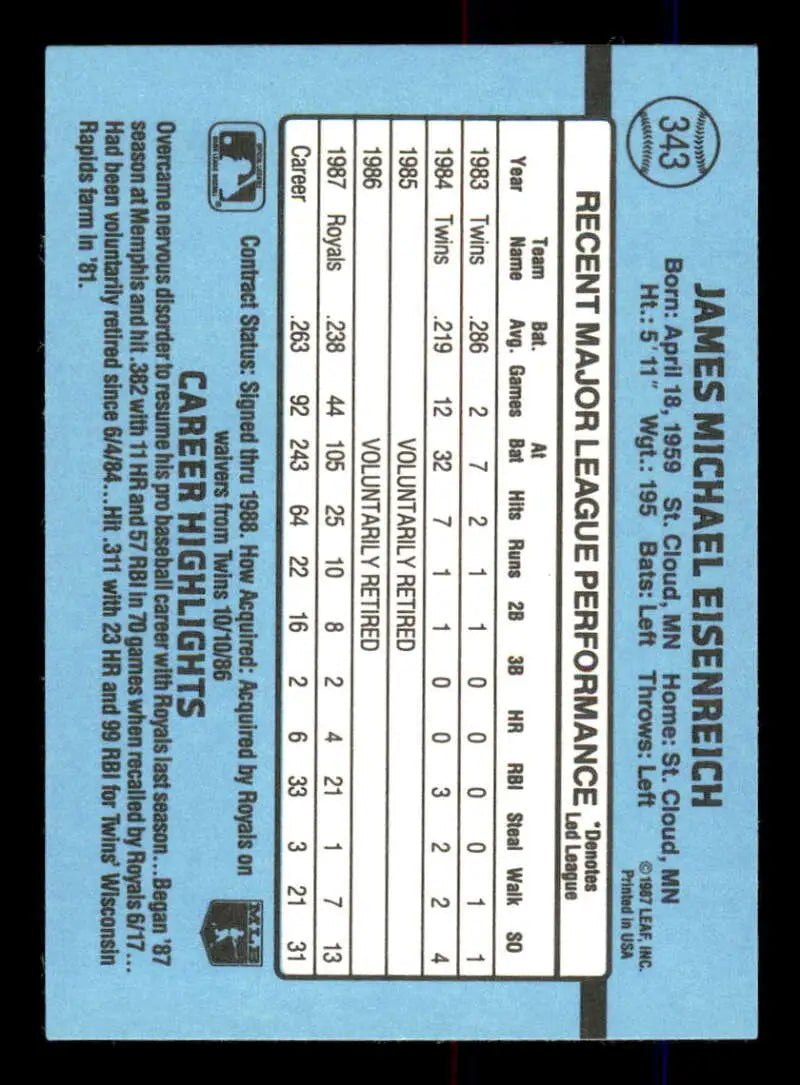 343
JAMES MICHAEL EISENREICH
Born: April 18, 1959 St. Cloud, MN Home: St. Cloud, MN
Ht.: 5'11" Wgt.: 195 Bats: Left Throws: Left
©1987 LEAF, INC.
Printed in USA
RECENT MAJOR LEAGUE PERFORMANCE *Denotes
Led League
Team Bat. At
Year Name Avg. Games Bat Hits Runs 2B 3B HR RBI Steal Walk SO
1983 Twins .286 2 7 2 1 1 0 0 0 0 1 1
1984 Twins .219 12 32 7 1 1 0 0 3 2 2 4
1985 VOLUNTARILY RETIRED
1986 VOLUNTARILY RETIRED
1987 Royals .238 44 105 25 10 8 2 4 21 1 7 13
Career .263 92 243 64 22 16 2 6 33 3 21 31
Contract Status: Signed thru 1988. How Acquired: Acquired by Royals on
waivers from Twins 10/10/86
MLB
CAREER HIGHLIGHTS
Overcame nervous disorder to resume his pro baseball career with Royals last season...Began '87
season at Memphis and hit .382 with 11 HR and 57 RBI in 70 games when recalled by Royals 6/17...
Had been voluntarily retired since 6/4/84...Hit .311 with 23 HR and 99 RBI for Twins' Wisconsin
Rapids farm in '81.